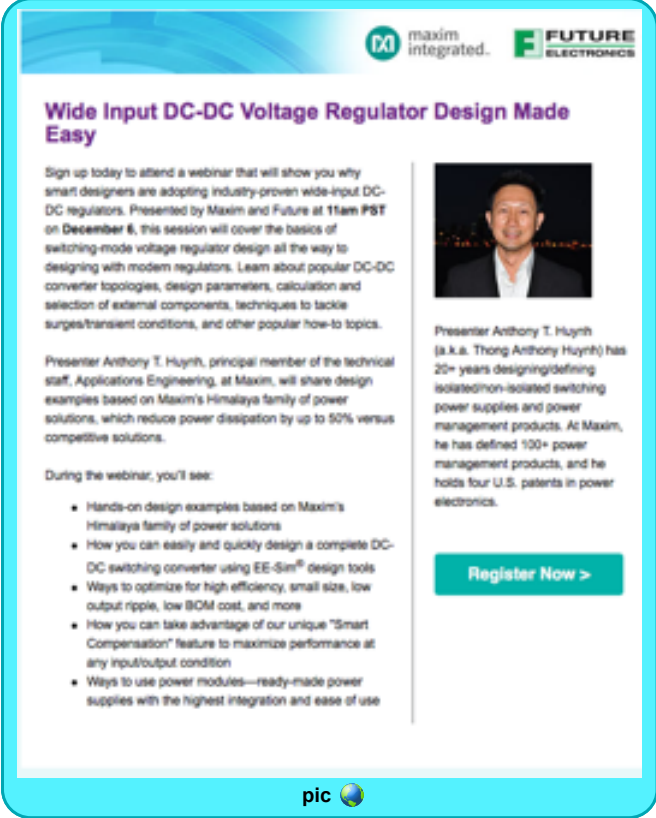 maxim
integrated.
FUTURE
ELECTRONICS
Wide Input DC-DC Voltage Regulator Design Made
Easy
Sign up today to attend a webinar that will show you why
smart designers are adopting industry-proven wide-input DC-
DC regulators. Presented by Maxim and Future at 11am PST
on December 6, this session will cover the basics of
switching-mode voltage regulator design all the way to
designing with modern regulators. Learn about popular DC-DC
converter topologies, design parameters, calculation and
selection of external components, techniques to tackle
surges/transient conditions, and other popular how-to topics.
Presenter Anthony T. Huynh, principal member of the technical
staff, Applications Engineering, at Maxim, will share design
examples based on Maxim's Himalaya family of power
solutions, which reduce power dissipation by up to 50% versus
competitive solutions.
During the webinar, you'll see:
• Hands-on design examples based on Maxim's
Himalaya family of power solutions
• How you can easily and quickly design a complete DC-
DC switching converter using EE-Sim® design tools
• Ways to optimize for high efficiency, small size, low
output ripple, low BOM cost, and more
• How you can take advantage of our unique "Smart
Compensation" feature to maximize performance at
any input/output condition
• Ways to use power modules—ready-made power
supplies with the highest integration and ease of use
Presenter Anthony T. Huynh
(a.k.a. Thong Anthony Huynh) has
20+ years designing/defining
isolated/non-isolated switching
power supplies and power
management products. At Maxim,
he has defined 100+ power
management products, and he
holds four U.S. patents in power
electronics.
Register Now >
pic